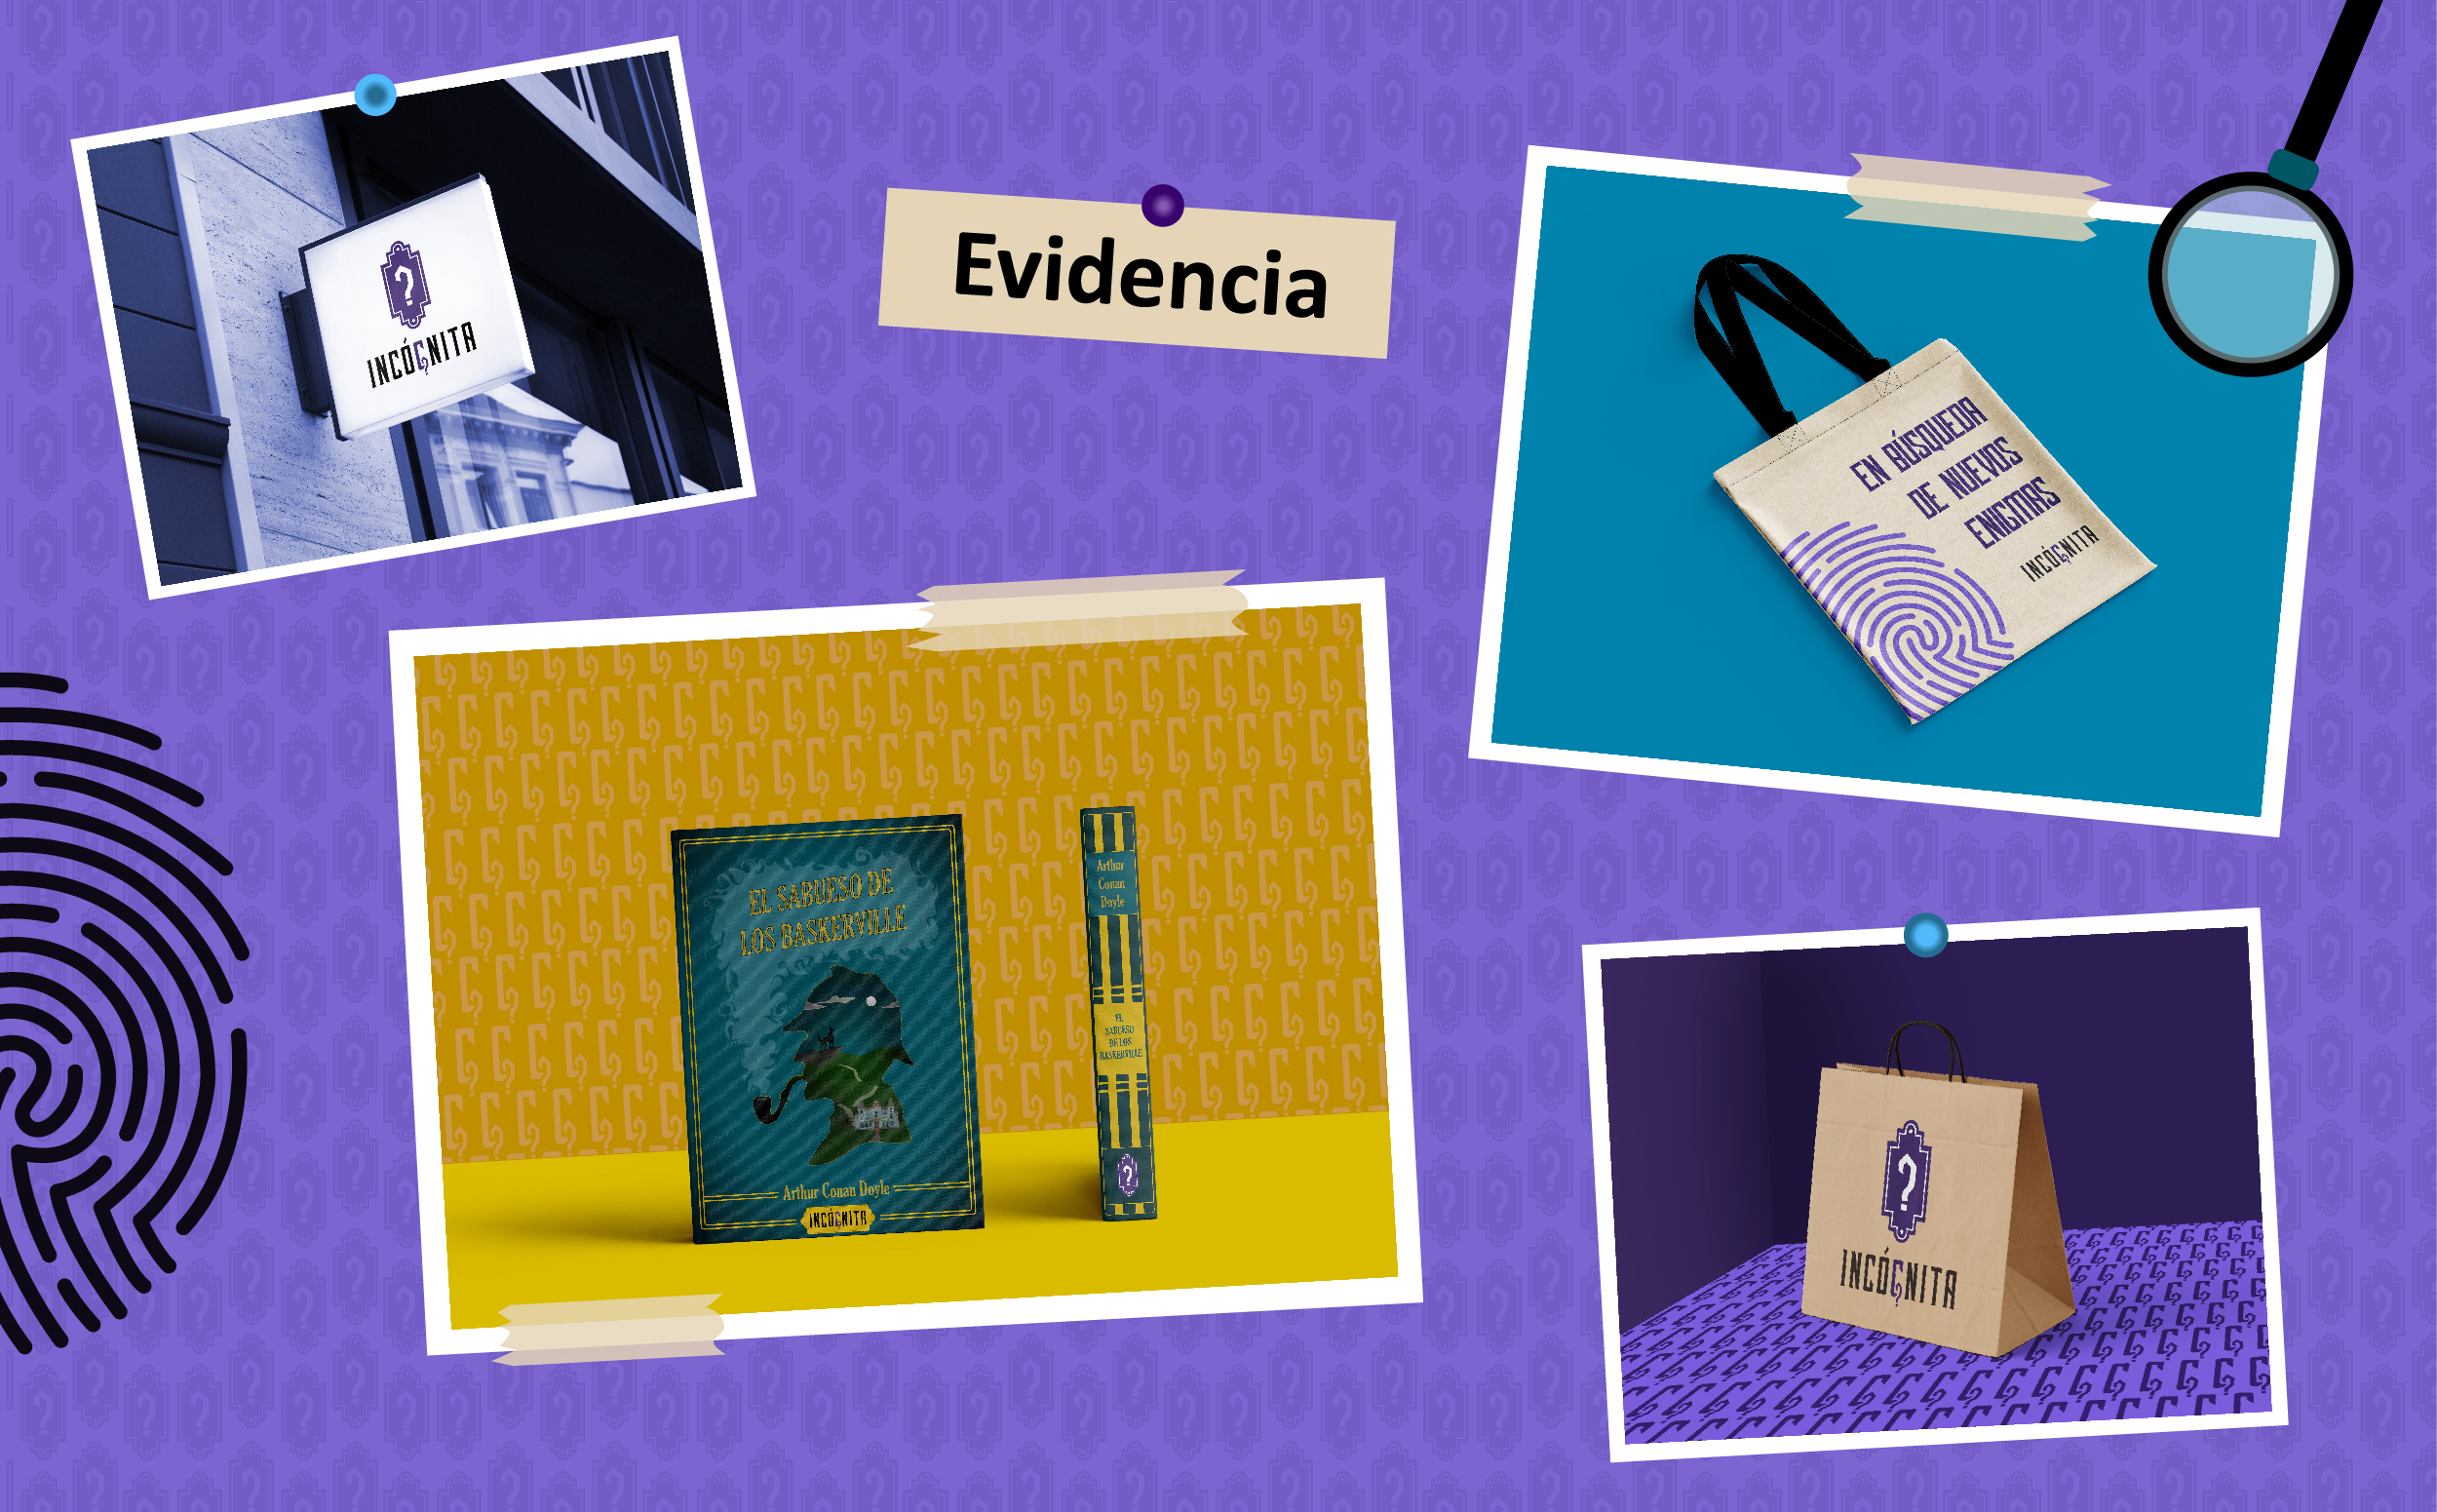 ?
INCÓGNITA
Evidencia
EN BÚSQUEDA
DE NUEVOS
ENIGMAS
INCÓGNITA
EL SABUESO DE
LOS BASKERVILLE
Arthur Conan Doyle
INCÓGNITA
Arthur
Conan
Doyle
EL
SABUESO
DE LOS
BASKERVILLE
?
?
INCÓGNITA